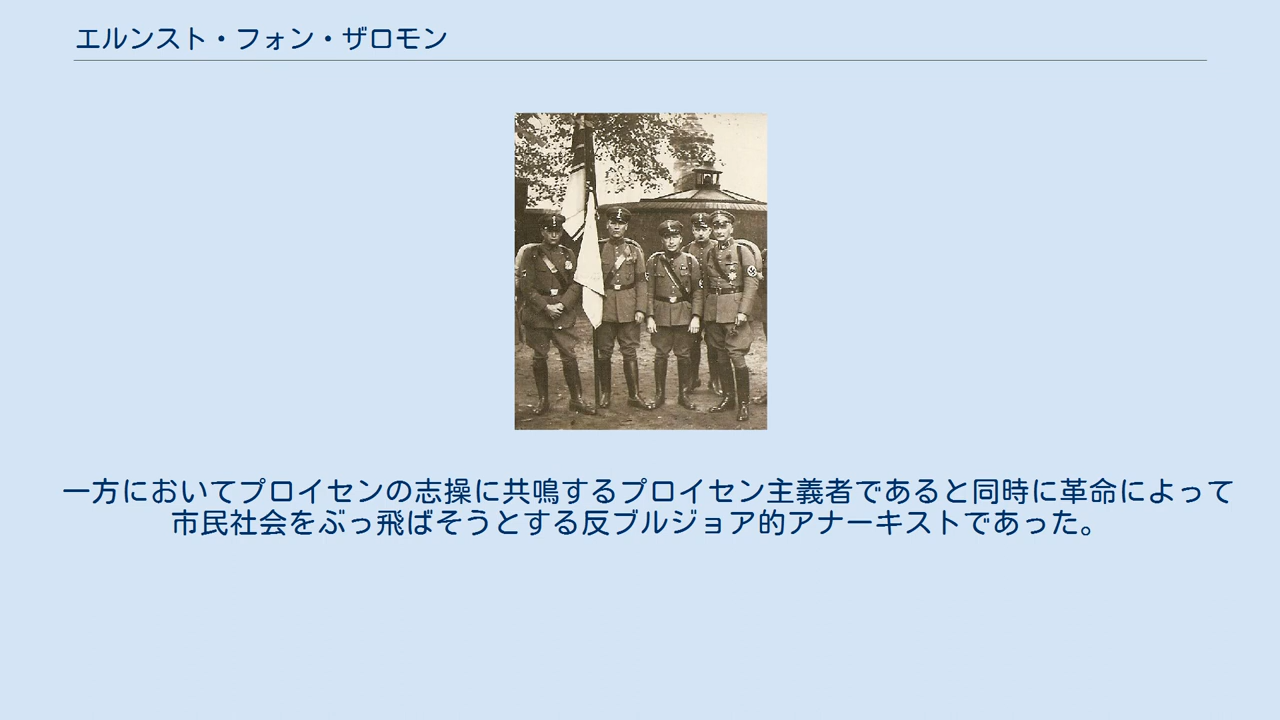 エルンスト・フォン・ザロモン
一方においてプロイセンの志操に共鳴するプロイセン主義者であると同時に革命によって
市民社会をぶっ飛ばそうとする反ブルジョア的アナーキストであった。